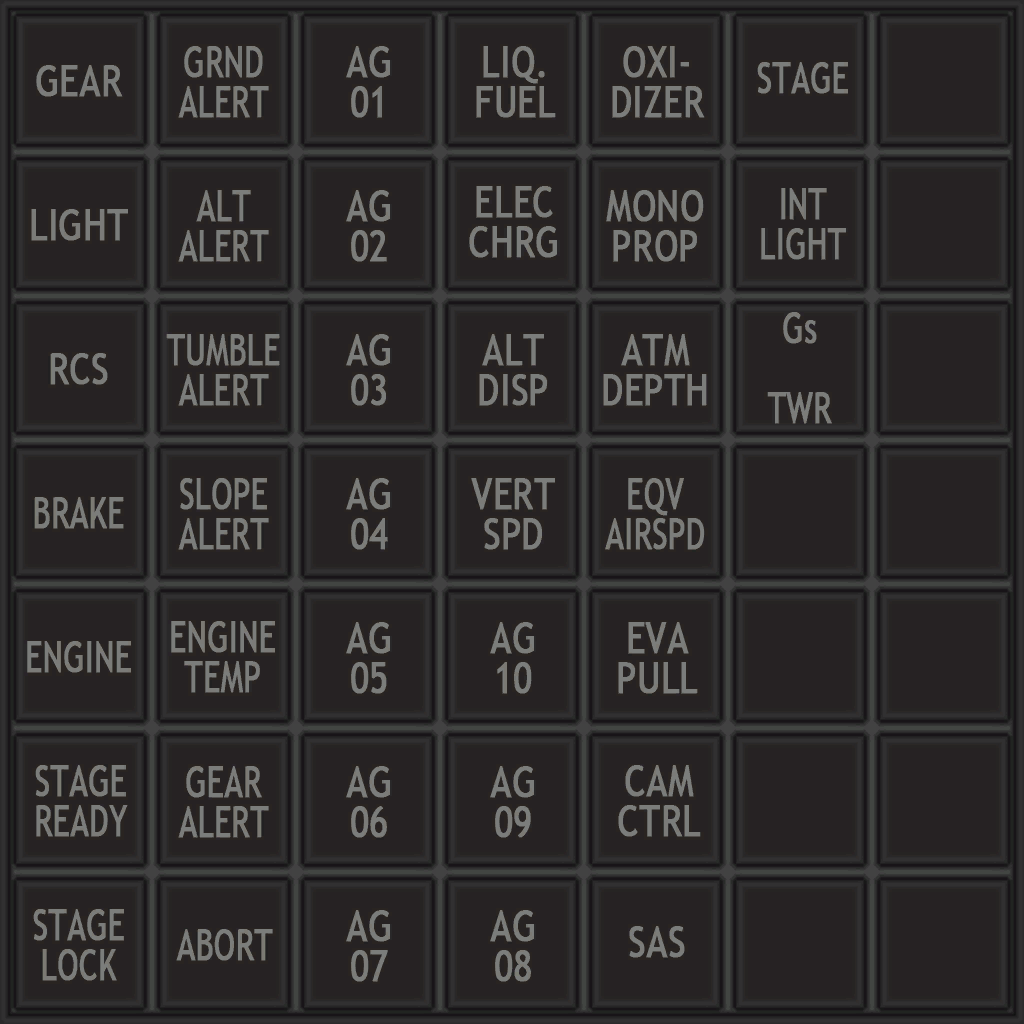 GEAR
GRND
ALERT
AG
01
LIQ.
FUEL
OXI-
DIZER
STAGE
LIGHT
ALT
ALERT
AG
02
ELEC
CHRG
MONO
PROP
INT
LIGHT
RCS
TUMBLE
ALERT
AG
03
ALT
DISP
ATM
DEPTH
Gs
TWR
BRAKE
SLOPE
ALERT
AG
04
VERT
SPD
EQV
AIRSPD
ENGINE
ENGINE
TEMP
AG
05
AG
10
EVA
PULL
STAGE
READY
GEAR
ALERT
AG
06
AG
09
CAM
CTRL
STAGE
LOCK
ABORT
AG
07
AG
08
SAS